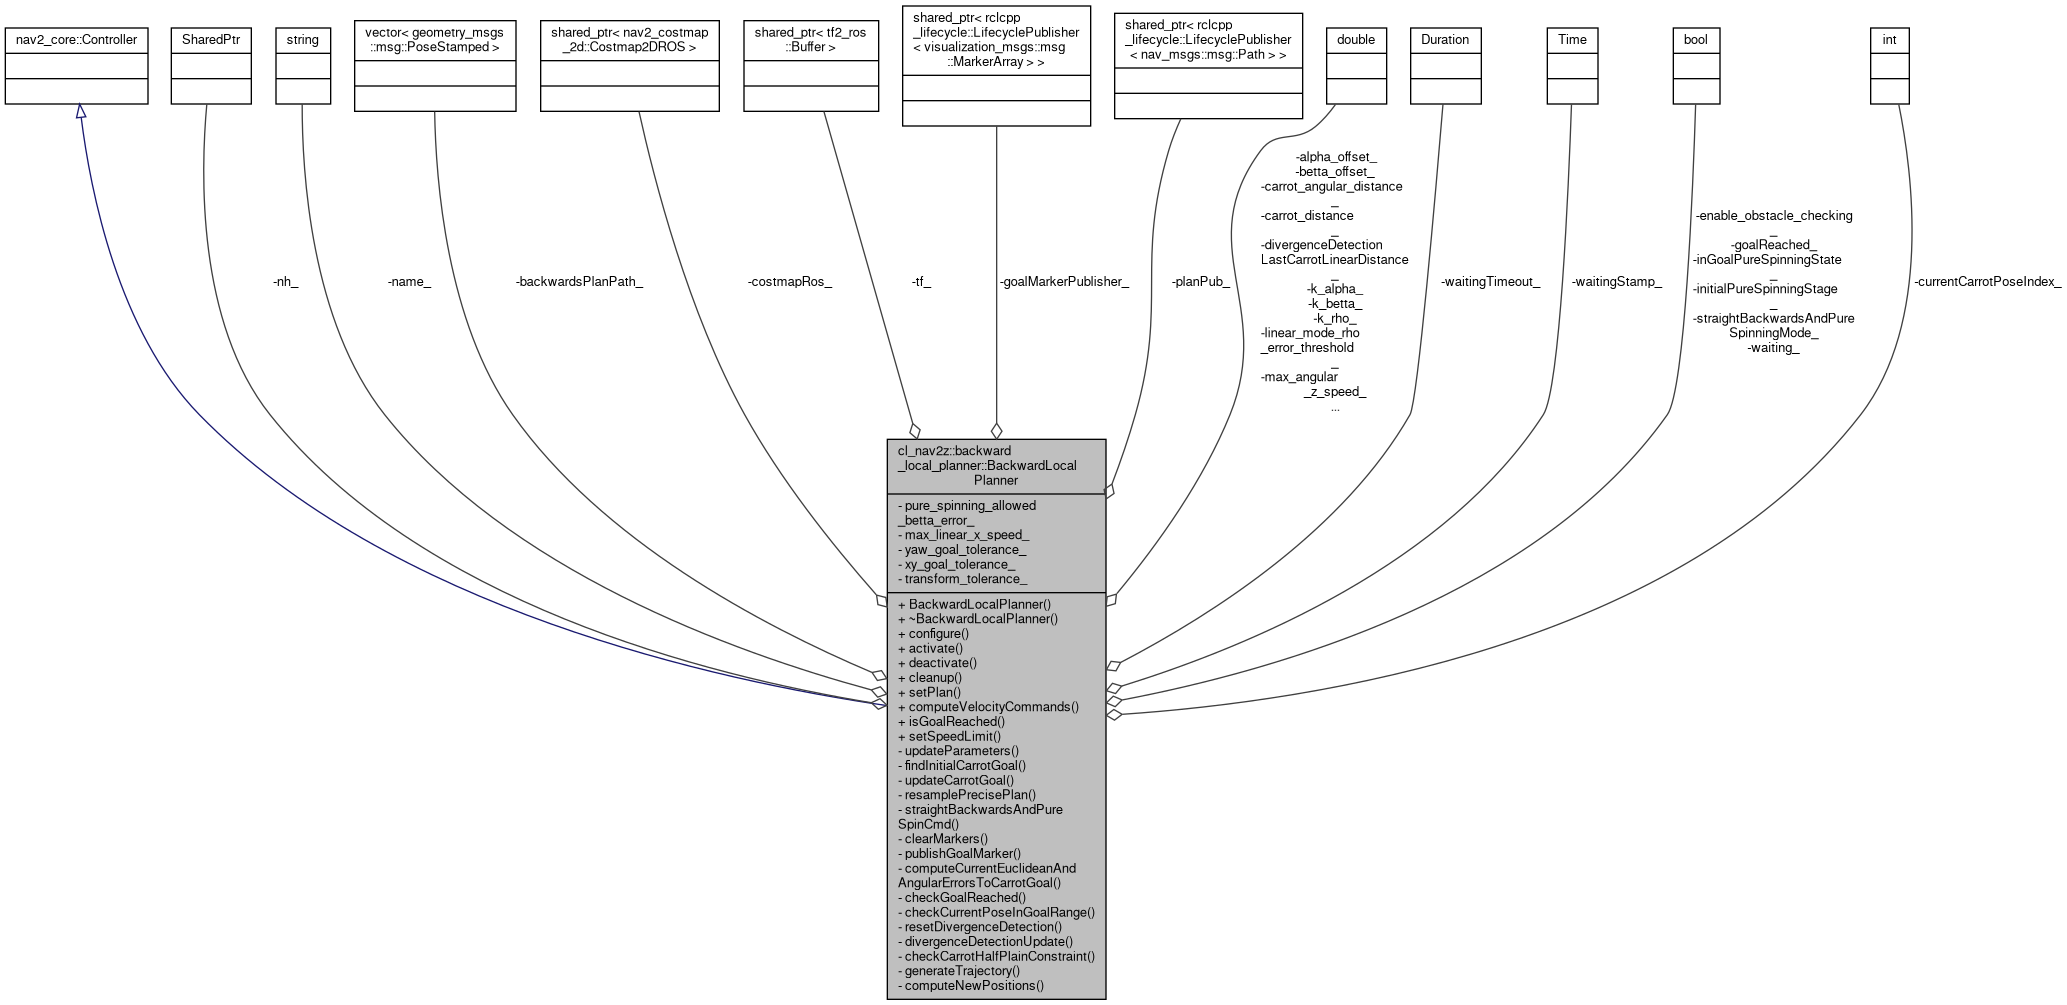 nav2_core::Controller
SharedPtr
string
vector< geometry_msgs
::msg::PoseStamped >
shared_ptr< nav2_costmap
_2d::Costmap2DROS >
shared_ptr< tf2_ros
::Buffer >
shared_ptr< rclcpp
_lifecycle::LifecyclePublisher
< visualization_msgs::msg
::MarkerArray > >
shared_ptr< rclcpp
_lifecycle::LifecyclePublisher
< nav_msgs::msg::Path > >
double
Duration
Time
bool
int
-nh_
-name_
-backwardsPlanPath_
-costmapRos_
-tf_
-goalMarkerPublisher_
-planPub_
-alpha_offset_
-betta_offset_
-carrot_angular_distance
_
-carrot_distance
_
-divergenceDetection
LastCarrotLinearDistance
_
-k_alpha_
-k_betta_
-k_rho_
-linear_mode_rho
_error_threshold
_
-max_angular
_z_speed_
...
-waitingTimeout_
-waitingStamp_
-enable_obstacle_checking
_
-goalReached_
-inGoalPureSpinningState
_
-initialPureSpinningStage
_
-straightBackwardsAndPure
SpinningMode_
-waiting_
-currentCarrotPoseIndex_
cl_nav2z::backward
_local_planner::BackwardLocal
Planner
- pure_spinning_allowed
_betta_error_
- max_linear_x_speed_
- yaw_goal_tolerance_
- xy_goal_tolerance_
- transform_tolerance_
+ BackwardLocalPlanner()
+ ~BackwardLocalPlanner()
+ configure()
+ activate()
+ deactivate()
+ cleanup()
+ setPlan()
+ computeVelocityCommands()
+ isGoalReached()
+ setSpeedLimit()
- updateParameters()
- findInitialCarrotGoal()
- updateCarrotGoal()
- resamplePrecisePlan()
- straightBackwardsAndPure
SpinCmd()
- clearMarkers()
- publishGoalMarker()
- computeCurrentEuclideanAnd
AngularErrorsToCarrotGoal()
- checkGoalReached()
- checkCurrentPoseInGoalRange()
- resetDivergenceDetection()
- divergenceDetectionUpdate()
- checkCarrotHalfPlainConstraint()
- generateTrajectory()
- computeNewPositions()